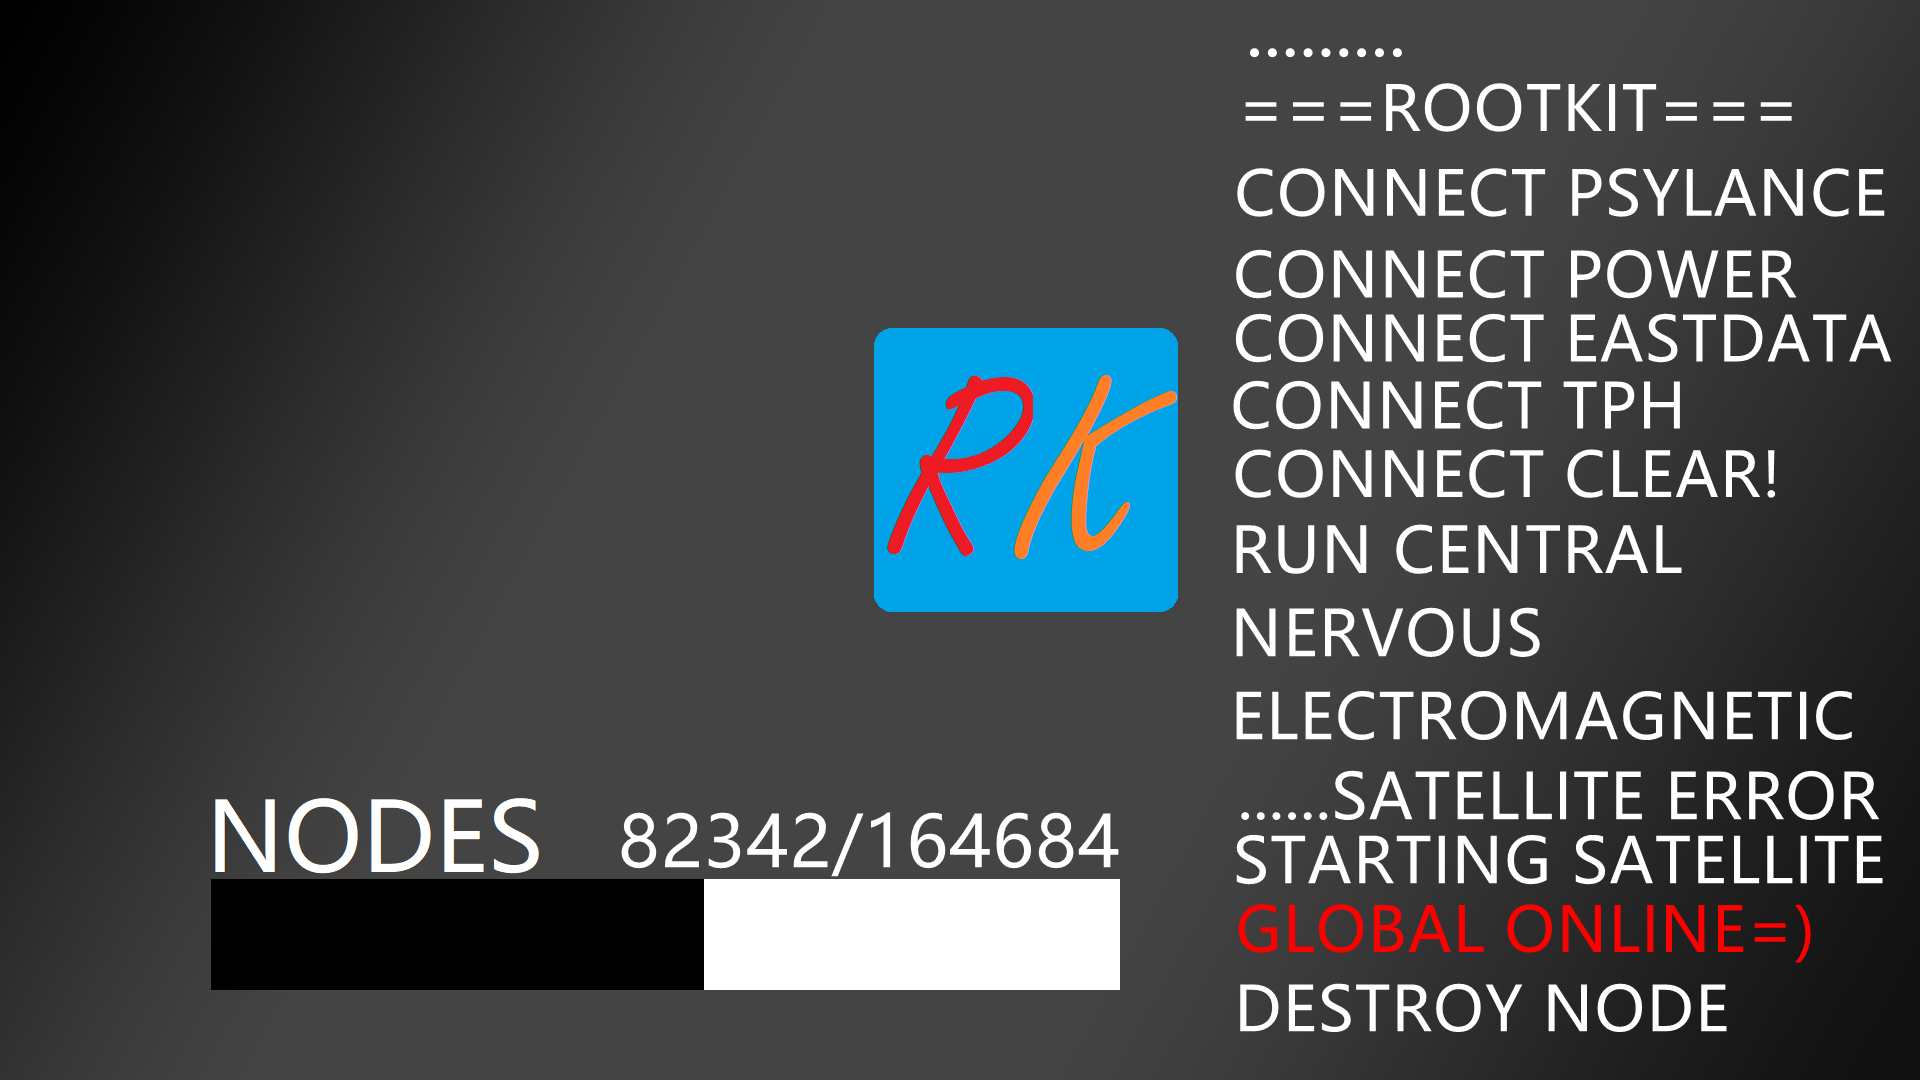 .........
===ROOTKIT===
CONNECT PSYLANCE
CONNECT POWER
CONNECT EASTDATA
CONNECT TPH
CONNECT CLEAR!
RUN CENTRAL
NERVOUS
ELECTROMAGNETIC
......SATELLITE ERROR
STARTING SATELLITE
GLOBAL ONLINE=)
DESTROY NODE
RK
NODES 82342/164684